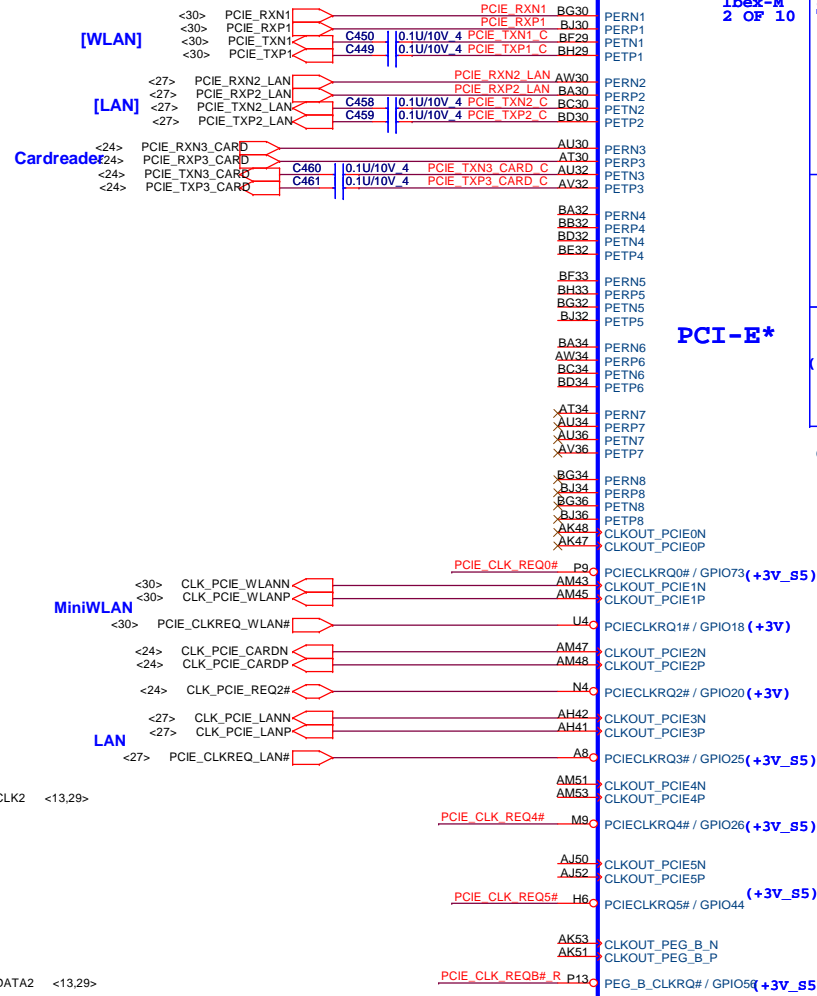 Ibex-M
2 OF 10
<30> PCIE_RXN1 PCIE_RXN1 BG30 PERN1
<30> PCIE_RXP1 PCIE_RXP1 BJ30 PERP1
[WLAN] <30> PCIE_TXN1 C450 0.1U/10V_4 PCIE_TXN1_C BF29 PETN1
<30> PCIE_TXP1 C449 0.1U/10V_4 PCIE_TXP1_C BH29 PETP1
<27> PCIE_RXN2_LAN PCIE_RXN2_LAN AW30 PERN2
<27> PCIE_RXP2_LAN PCIE_RXP2_LAN BA30 PERP2
[LAN] <27> PCIE_TXN2_LAN C458 0.1U/10V_4 PCIE_TXN2_C BC30 PETN2
<27> PCIE_TXP2_LAN C459 0.1U/10V_4 PCIE_TXP2_C BD30 PETP2
<24> PCIE_RXN3_CARD AU30 PERN3
Cardreader <24> PCIE_RXP3_CARD AT30 PERP3
<24> PCIE_TXN3_CARD C460 0.1U/10V_4 PCIE_TXN3_CARD_C AU32 PETN3
<24> PCIE_TXP3_CARD C461 0.1U/10V_4 PCIE_TXP3_CARD_C AV32 PETP3
BA32 PERN4
BB32 PERP4
BD32 PETN4
BE32 PETP4
BF33 PERN5
BH33 PERP5
BG32 PETN5
BJ32 PETP5
PCI-E*
BA34 PERN6
AW34 PERP6
BC34 PETN6
BD34 PETP6
AT34 PERN7
AU34 PERP7
AU36 PETN7
AV36 PETP7
BG34 PERN8
BJ34 PERP8
BG36 PETN8
BJ36 PETP8
AK48 CLKOUT_PCIE0N
AK47 CLKOUT_PCIE0P
PCIE_CLK_REQ0# P9 PCIECLKRQ0# / GPIO73 (+3V_S5)
<30> CLK_PCIE_WLANN AM43 CLKOUT_PCIE1N
<30> CLK_PCIE_WLANP AM45 CLKOUT_PCIE1P
MiniWLAN
<30> PCIE_CLKREQ_WLAN# U4 PCIECLKRQ1# / GPIO18 (+3V)
<24> CLK_PCIE_CARDN AM47 CLKOUT_PCIE2N
<24> CLK_PCIE_CARDP AM48 CLKOUT_PCIE2P
<24> CLK_PCIE_REQ2# N4 PCIECLKRQ2# / GPIO20 (+3V)
<27> CLK_PCIE_LANN AH42 CLKOUT_PCIE3N
<27> CLK_PCIE_LANP AH41 CLKOUT_PCIE3P
LAN
<27> PCIE_CLKREQ_LAN# A8 PCIECLKRQ3# / GPIO25 (+3V_S5)
AM51 CLKOUT_PCIE4N
CLK2 <13,29> AM53 CLKOUT_PCIE4P
PCIE_CLK_REQ4# M9 PCIECLKRQ4# / GPIO26 (+3V_S5)
AJ50 CLKOUT_PCIE5N
AJ52 CLKOUT_PCIE5P
PCIE_CLK_REQ5# H6 PCIECLKRQ5# / GPIO44 (+3V_S5)
AK53 CLKOUT_PEG_B_N
AK51 CLKOUT_PEG_B_P
DATA2 <13,29> PCIE_CLK_REQB#_R P13 PEG_B_CLKRQ# / GPIO56 (+3V_S5